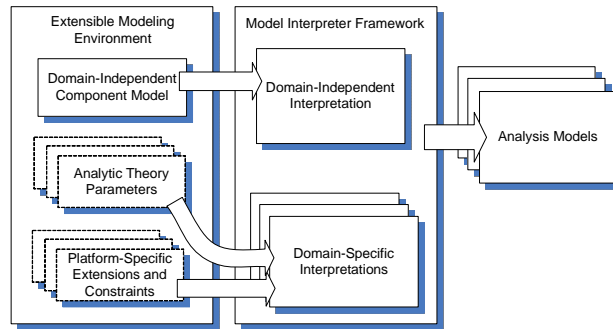 Extensible Modeling
Environment
Model Interpreter Framework
Domain-Independent
Component Model
Domain-Independent
Interpretation
Analysis Models
Analytic Theory
Parameters
Platform-Specific
Extensions and
Constraints
Domain-Specific
Interpretations